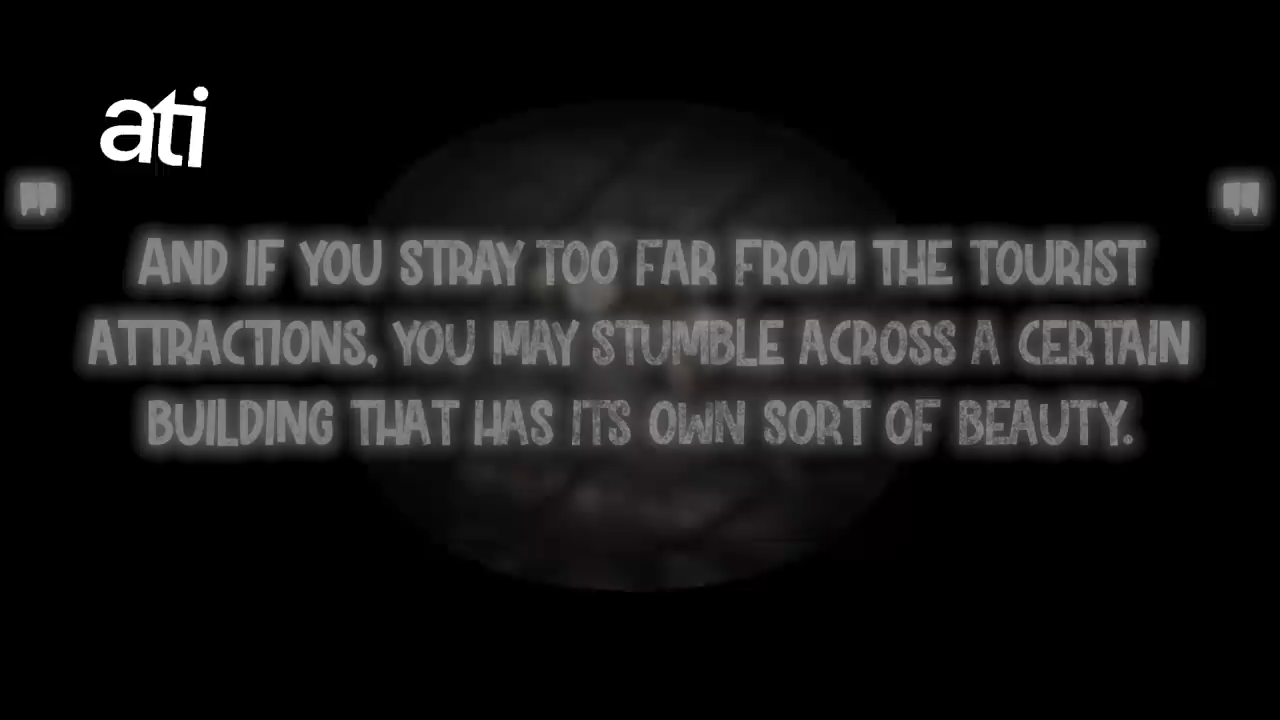 ati
"
"
AND IF YOU STRAY TOO FAR FROM THE TOURIST
ATTRACTIONS, YOU MAY STUMBLE ACROSS A CERTAIN
BUILDING THAT HAS ITS OWN SORT OF BEAUTY.